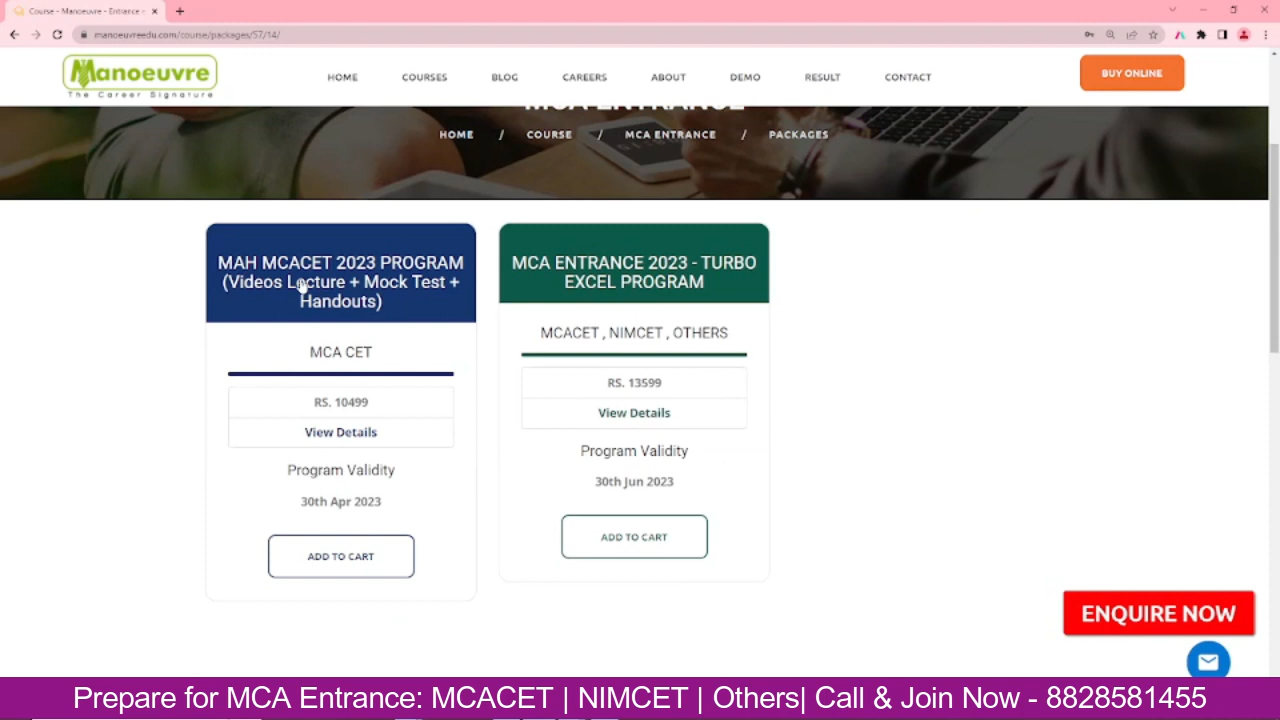 Course - Manoeuvre - Entrance -
manoeuvreedu.com/course/packages/57/14/
Manoeuvre
The Career Signature
HOME
COURSES
BLOG
CAREERS
ABOUT
DEMO
RESULT
CONTACT
BUY ONLINE
MCA ENTRANCE
HOME / COURSE / MCA ENTRANCE / PACKAGES
MAH MCACET 2023 PROGRAM
(Videos Lecture + Mock Test +
Handouts)
MCA CET
RS. 10499
View Details
Program Validity
30th Apr 2023
ADD TO CART
MCA ENTRANCE 2023 - TURBO
EXCEL PROGRAM
MCACET , NIMCET , OTHERS
RS. 13599
View Details
Program Validity
30th Jun 2023
ADD TO CART
ENQUIRE NOW
Prepare for MCA Entrance: MCACET | NIMCET | Others| Call & Join Now - 8828581455